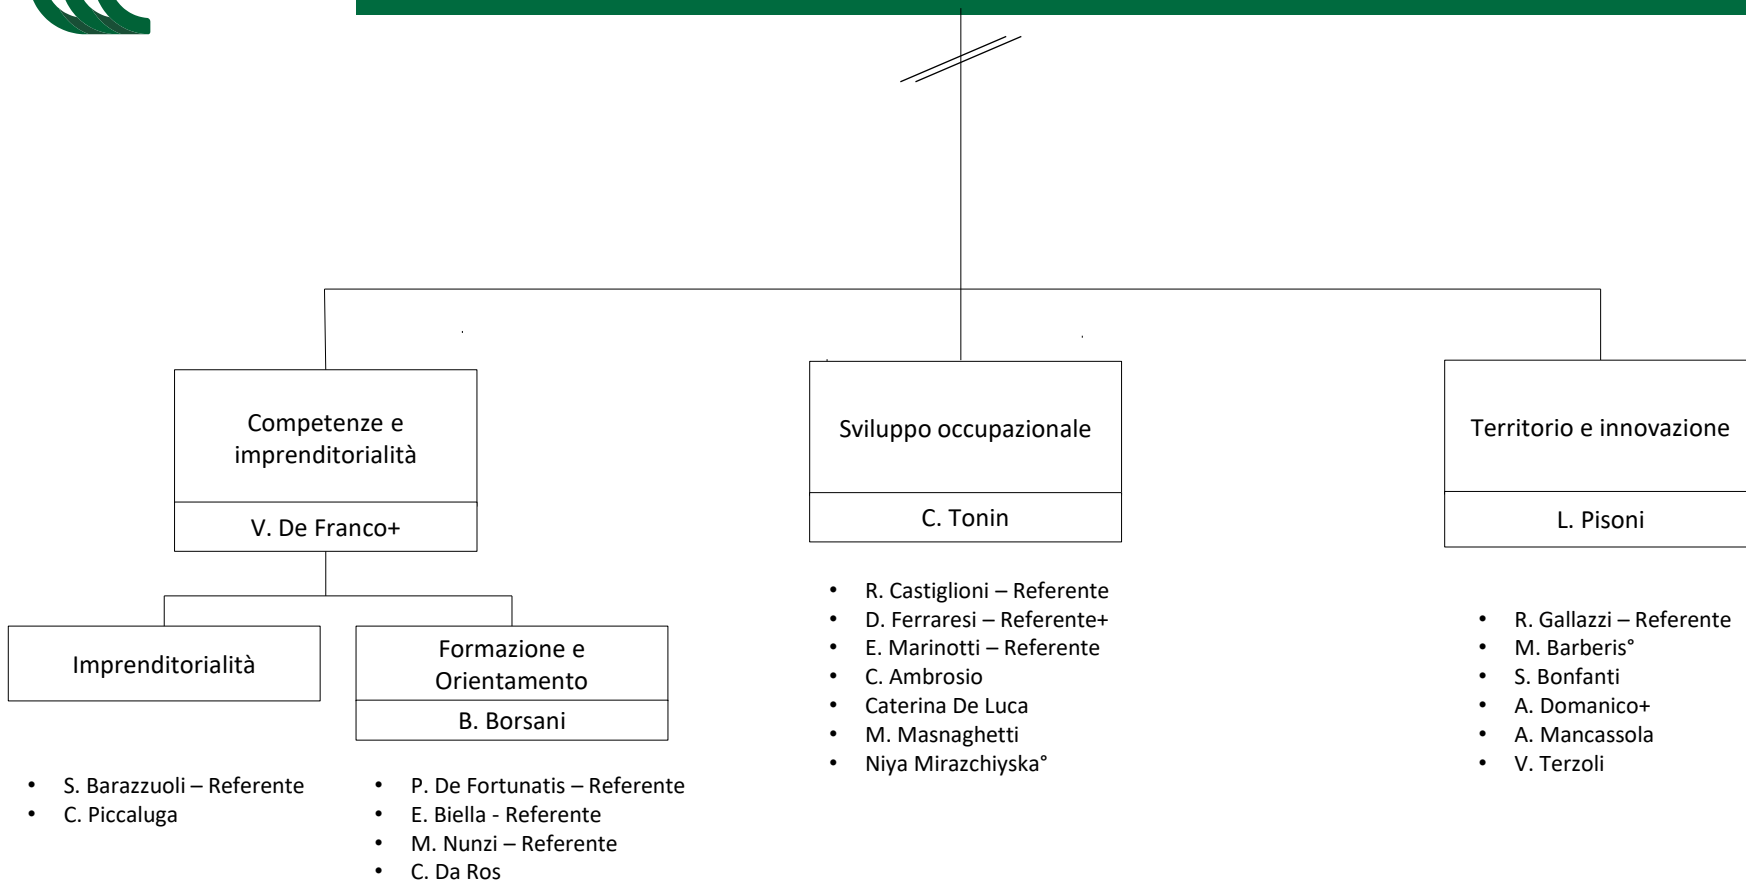 Competenze e
imprenditorialità
V. De Franco+
Sviluppo occupazionale
C. Tonin
Territorio e innovazione
L. Pisoni
Imprenditorialità
Formazione e
Orientamento
B. Borsani
• S. Barazzuoli – Referente
• C. Piccaluga
• P. De Fortunatis – Referente
• E. Biella - Referente
• M. Nunzi – Referente
• C. Da Ros
• R. Castiglioni – Referente
• D. Ferraresi – Referente+
• E. Marinotti – Referente
• C. Ambrosio
• Caterina De Luca
• M. Masnaghetti
• Niya Mirazchiyska°
• R. Gallazzi – Referente
• M. Barberis°
• S. Bonfanti
• A. Domanico+
• A. Mancassola
• V. Terzoli